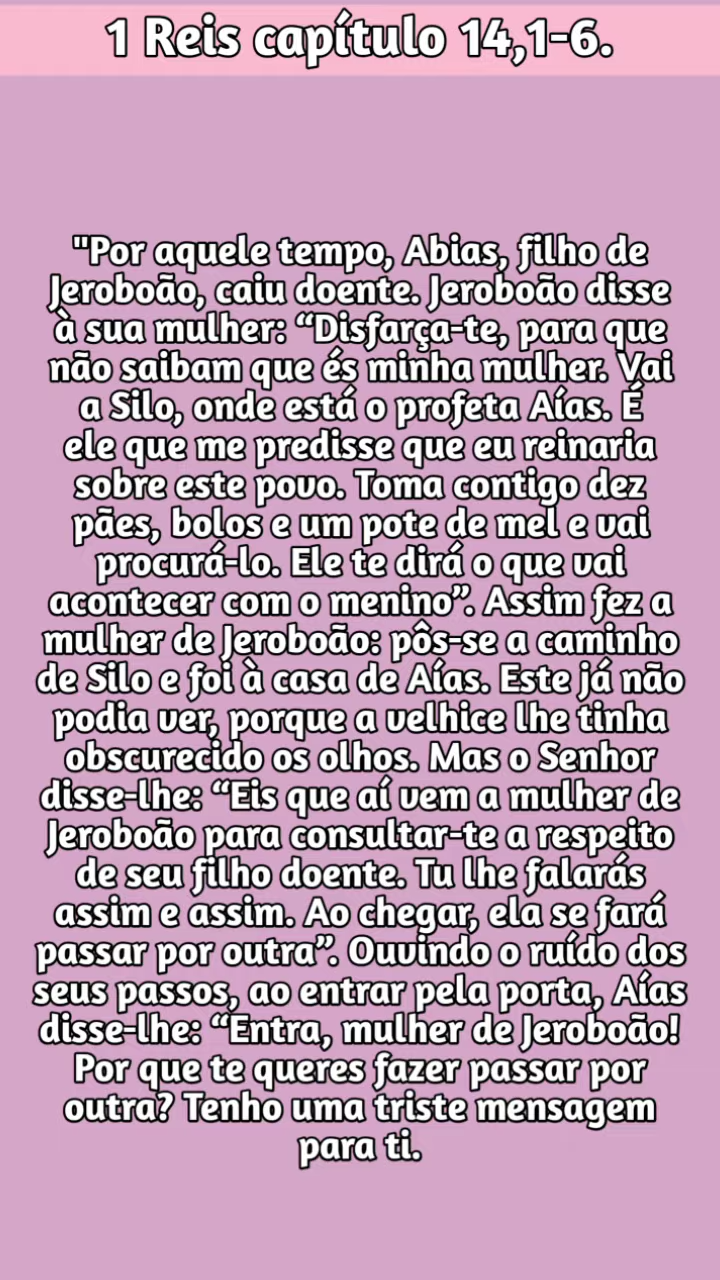 1 Reis capítulo 14,1-6.
"Por aquele tempo, Abias, filho de
Jeroboão, caiu doente. Jeroboão disse
à sua mulher: “Disfarça-te, para que
não saibam que és minha mulher. Vai
a Silo, onde está o profeta Aías. É
ele que me predisse que eu reinaria
sobre este povo. Toma contigo dez
pães, bolos e um pote de mel e vai
procurá-lo. Ele te dirá o que vai
acontecer com o menino”. Assim fez a
mulher de Jeroboão: pôs-se a caminho
de Silo e foi à casa de Aías. Este já não
podia ver, porque a velhice lhe tinha
obscurecido os olhos. Mas o Senhor
disse-lhe: “Eis que aí vem a mulher de
Jeroboão para consultar-te a respeito
de seu filho doente. Tu lhe falarás
assim e assim. Ao chegar, ela se fará
passar por outra”. Ouvindo o ruído dos
seus passos, ao entrar pela porta, Aías
disse-lhe: “Entra, mulher de Jeroboão!
Por que te queres fazer passar por
outra? Tenho uma triste mensagem
para ti.